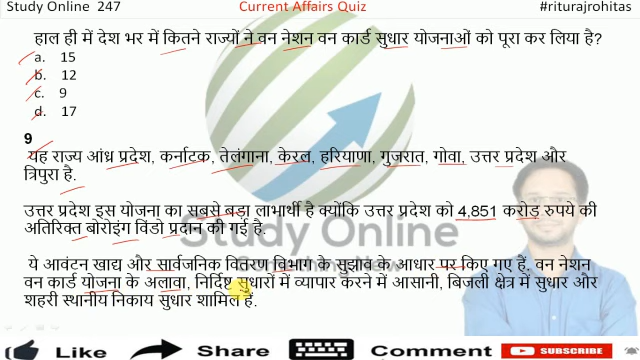 Study Online 247 Current Affairs Quiz #riturajrohitas
हाल ही में देश भर में कितने राज्यों ने वन नेशन वन कार्ड सुधार योजनाओं को पूरा कर लिया है?
a. 15
b. 12
c. 9
d. 17
9
यह राज्य आंध्र प्रदेश, कर्नाटक, तेलंगाना, केरल, हरियाणा, गुजरात, गोवा, उत्तर प्रदेश और
त्रिपुरा है.
उत्तर प्रदेश इस योजना का सबसे बड़ा लाभार्थी है क्योंकि उत्तर प्रदेश को 4,851 करोड़ रुपये की
अतिरिक्त बोरोइंग विंडो प्रदान की गई है.
Study Online
ये आवंटन खाद्य और सार्वजनिक वितरण विभाग के सुझाव के आधार पर किए गए हैं. वन नेशन
वन कार्ड योजना के अलावा, निर्दिष्ट सुधारों में व्यापार करने में आसानी, बिजली क्षेत्र में सुधार और
शहरी स्थानीय निकाय सुधार शामिल हैं.
Like Share Comment SUBSCRIBE